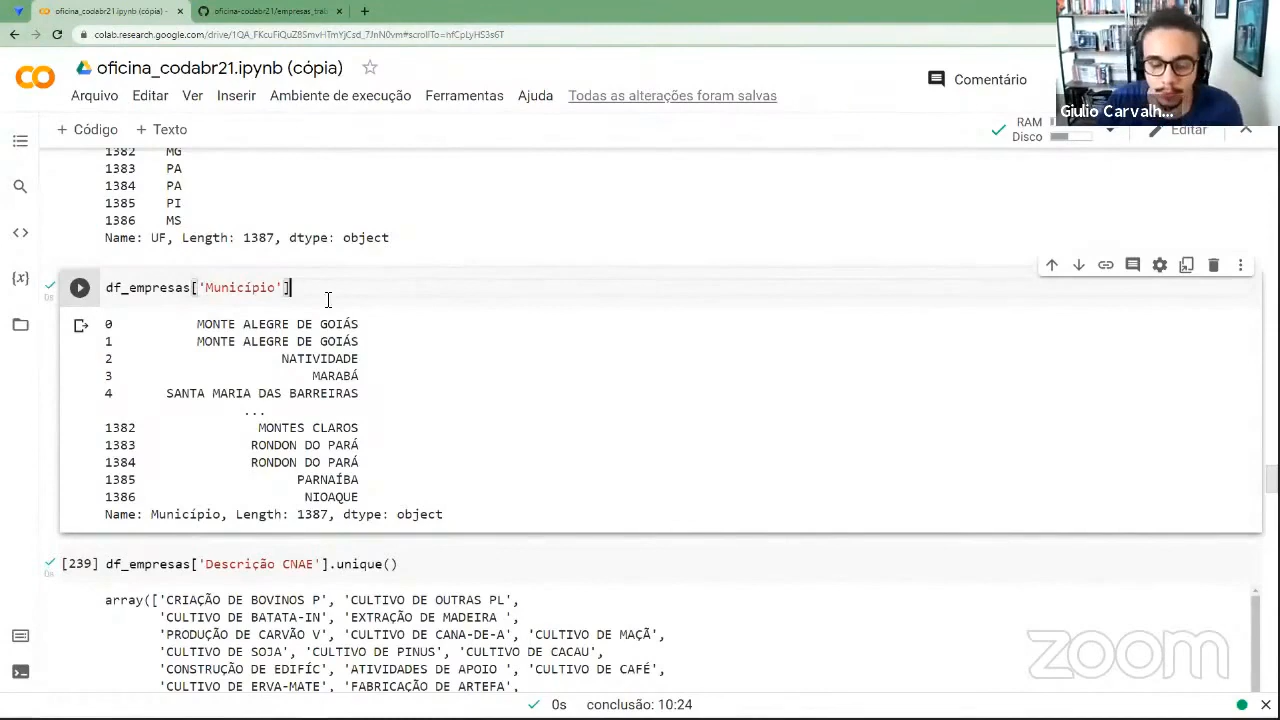 oficina_codabr21.ipynb (cópia) -
oficina-codabr21/empresas_tral
colab.research.google.com/drive/
oficina_codabr21.ipynb (cópia)
Comentário
Giulio Carvalh...
Arquivo Editar Ver Inserir Ambiente de execução Ferramentas Ajuda Todas as alterações foram salvas
+ Código + Texto
RAM
Disco
Editar
1382 MG
1383 PA
1384 PA
1385 PI
1386 MS
Name: UF, Length: 1387, dtype: object
df_empresas['Município']
0s
0 MONTE ALEGRE DE GOIÁS
1 MONTE ALEGRE DE GOIÁS
2 NATIVIDADE
3 MARABÁ
4 SANTA MARIA DAS BARREIRAS
...
1382 MONTES CLAROS
1383 RONDON DO PARÁ
1384 RONDON DO PARÁ
1385 PARNAÍBA
1386 NIOAQUE
Name: Município, Length: 1387, dtype: object
[239] df_empresas['Descrição CNAE'].unique()
0s
array(['CRIAÇÃO DE BOVINOS P', 'CULTIVO DE OUTRAS PL',
'CULTIVO DE BATATA-IN', 'EXTRAÇÃO DE MADEIRA ',
'PRODUÇÃO DE CARVÃO V', 'CULTIVO DE CANA-DE-A', 'CULTIVO DE MAÇÃ',
'CULTIVO DE SOJA', 'CULTIVO DE PINUS', 'CULTIVO DE CACAU',
'CONSTRUÇÃO DE EDIFÍC', 'ATIVIDADES DE APOIO ', 'CULTIVO DE CAFÉ',
'CULTIVO DE ERVA-MATE', 'FABRICAÇÃO DE ARTEFA',
zoom
0s conclusão: 10:24